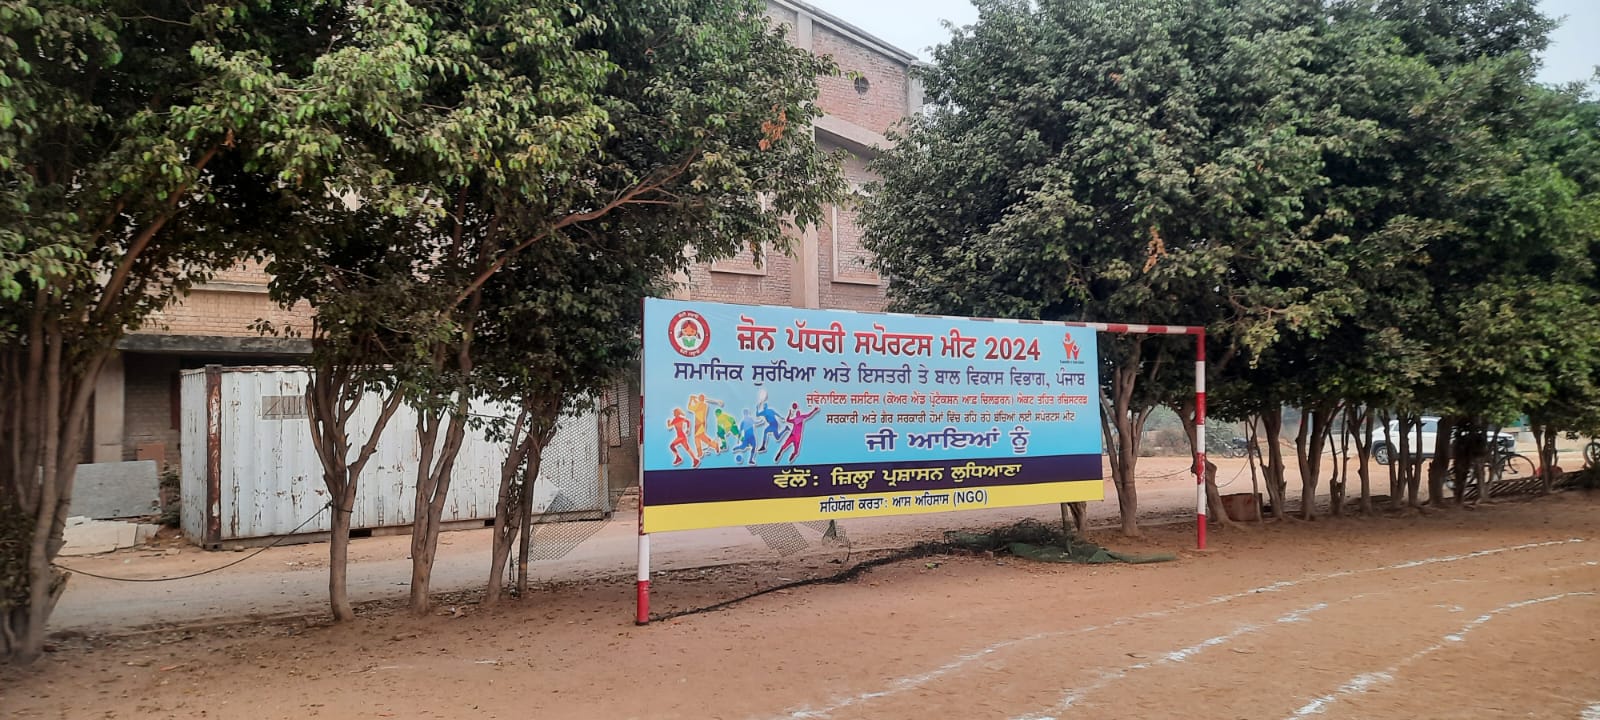 ਜ਼ੋਨ ਪੱਧਰੀ ਸਪੋਰਟਸ ਮੀਟ 2024
ਸਮਾਜਿਕ ਸੁਰੱਖਿਆ ਅਤੇ ਇਸਤਰੀ ਤੇ ਬਾਲ ਵਿਕਾਸ ਵਿਭਾਗ, ਪੰਜਾਬ
ਜੁਵੇਨਾਇਲ ਜਸਟਿਸ (ਕੇਅਰ ਐਂਡ ਪ੍ਰੋਟੈਕਸ਼ਨ ਆਫ਼ ਚਿਲਡਰਨ) ਐਕਟ ਤਹਿਤ ਰਜਿਸਟਰਡ
ਸਰਕਾਰੀ ਅਤੇ ਗੈਰ ਸਰਕਾਰੀ ਹੋਮਾਂ ਵਿੱਚ ਰਹਿ ਰਹੇ ਬੱਚਿਆਂ ਲਈ ਸਪੋਰਟਸ ਮੀਟ
ਜੀ ਆਇਆਂ ਨੂੰ
ਵੱਲੋਂ: ਜ਼ਿਲ੍ਹਾ ਪ੍ਰਸ਼ਾਸਨ ਲੁਧਿਆਣਾ
ਸਹਿਯੋਗ ਕਰਤਾ: ਆਸ ਅਹਿਸਾਸ (NGO)